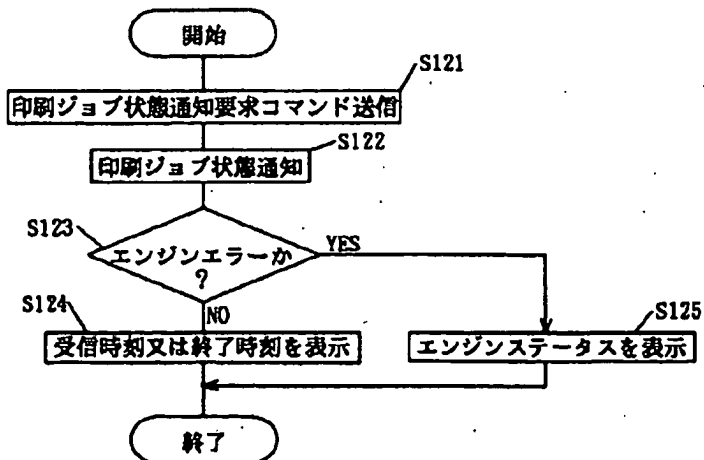 開始
S121
印刷ジョブ状態通知要求コマンド送信
S122
印刷ジョブ状態通知
S123
エンジンエラーか
?
YES
NO
S124
受信時刻又は終了時刻を表示
S125
エンジンステータスを表示
終了